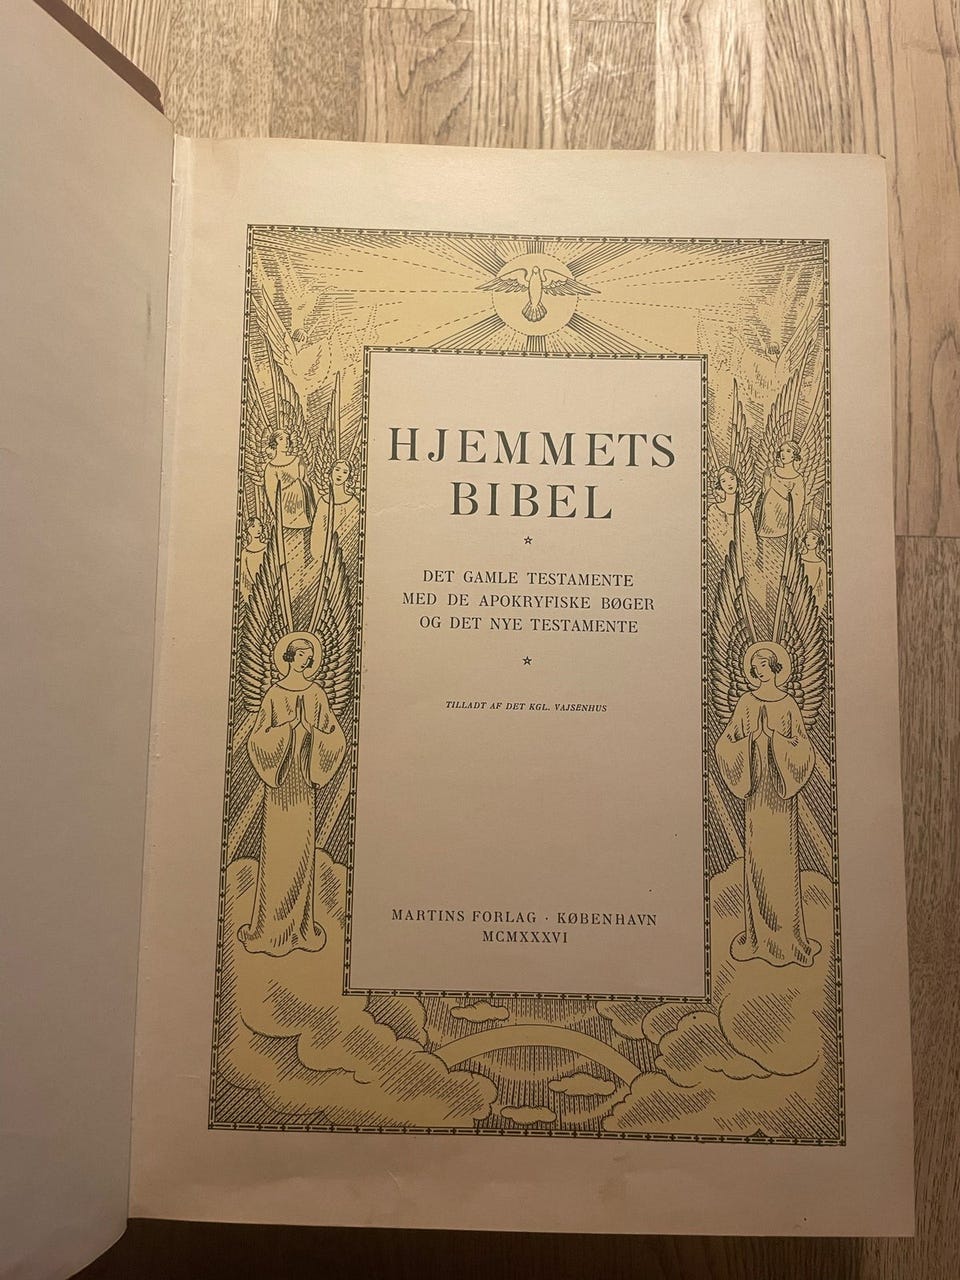 HJEMMETS
BIBEL
☆
DET GAMLE TESTAMENTE
MED DE APOKRYFISKE BØGER
OG DET NYE TESTAMENTE
☆
TILLADT AF DET KGL. VAJSENHUS
MARTINS FORLAG · KØBENHAVN
MCMXXXVI